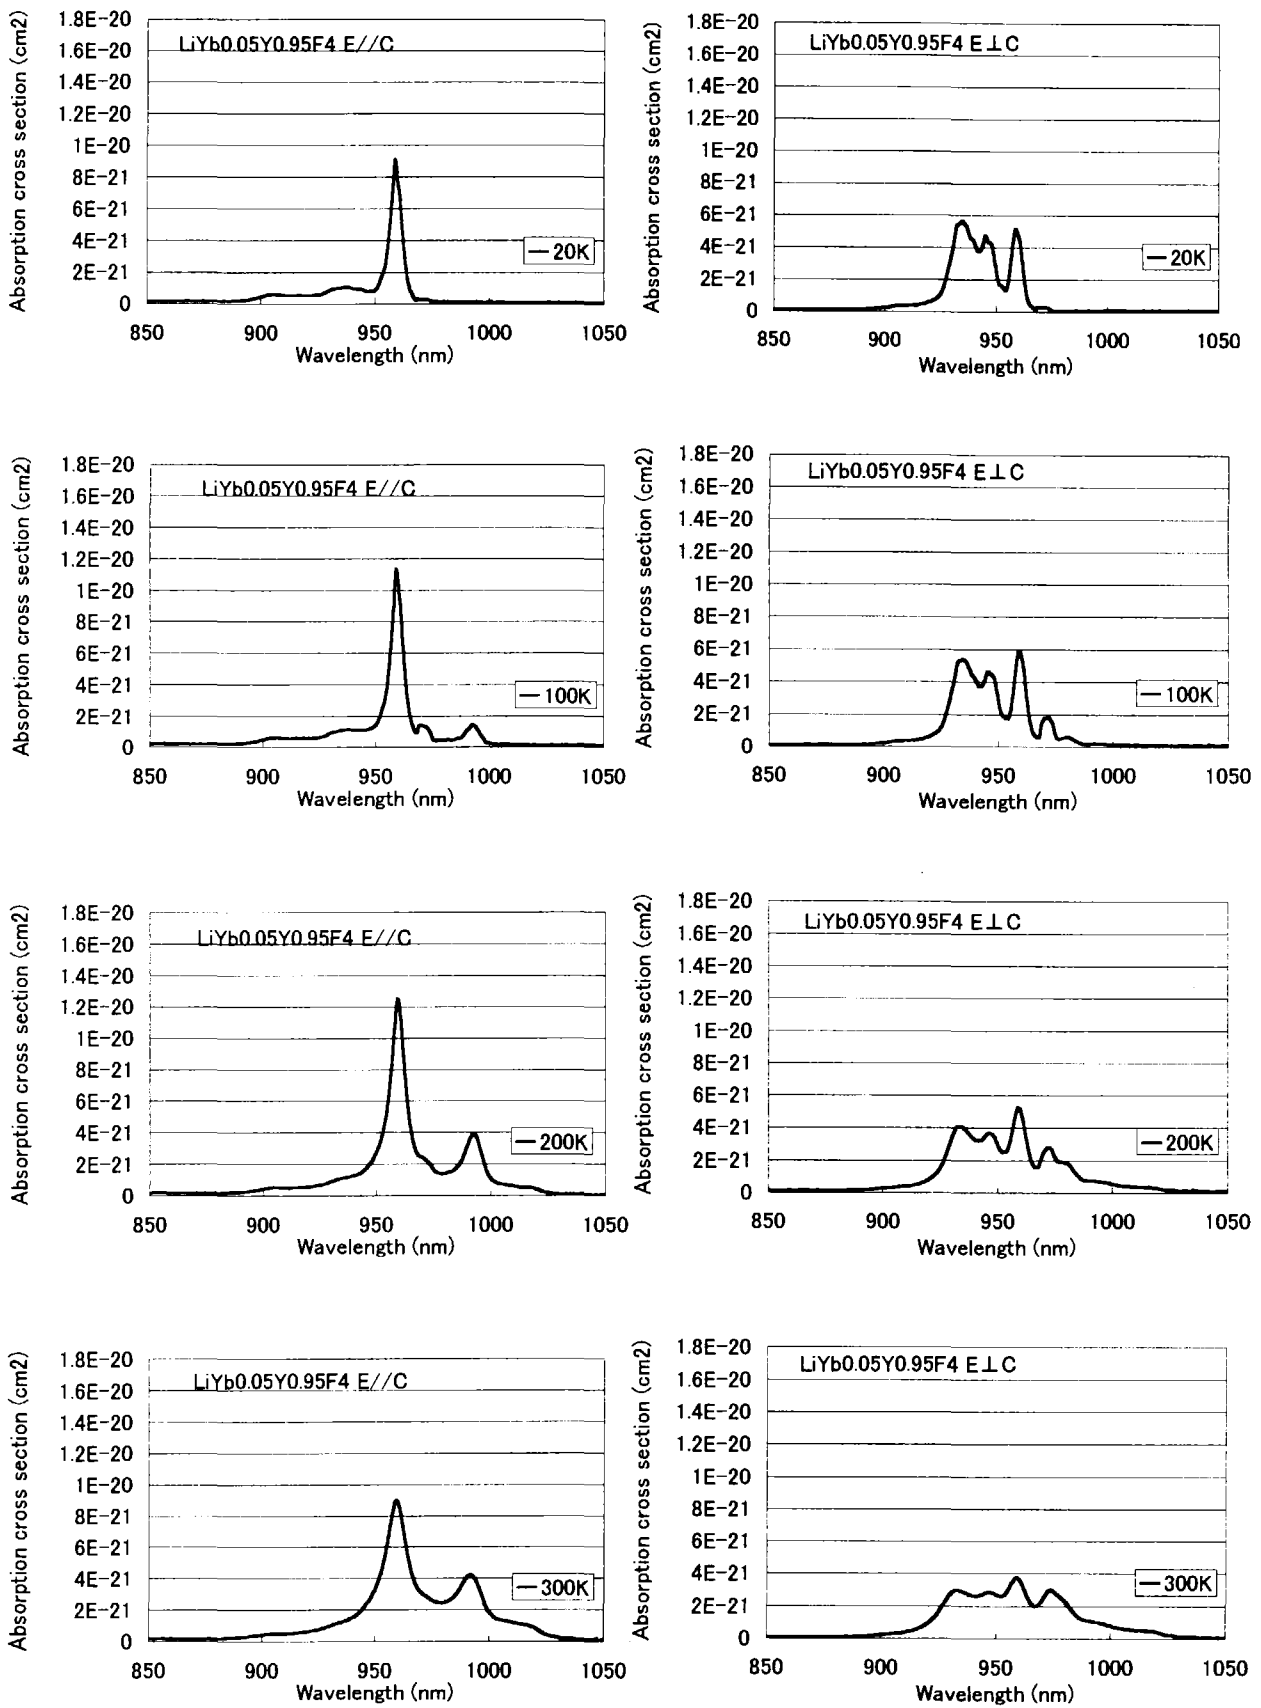 Absorption cross section (cm2)
1.8E-20
1.6E-20
1.4E-20
1.2E-20
1E-20
8E-21
6E-21
4E-21
2E-21
0
LiYb0.05Y0.95F4 E//C
20K
850 900 950 1000 1050
Wavelength (nm)
Absorption cross section (cm2)
1.8E-20
1.6E-20
1.4E-20
1.2E-20
1E-20
8E-21
6E-21
4E-21
2E-21
0
LiYb0.05Y0.95F4 E⊥C
20K
850 900 950 1000 1050
Wavelength (nm)
Absorption cross section (cm2)
1.8E-20
1.6E-20
1.4E-20
1.2E-20
1E-20
8E-21
6E-21
4E-21
2E-21
0
LiYb0.05Y0.95F4 E//C
100K
850 900 950 1000 1050
Wavelength (nm)
Absorption cross section (cm2)
1.8E-20
1.6E-20
1.4E-20
1.2E-20
1E-20
8E-21
6E-21
4E-21
2E-21
0
LiYb0.05Y0.95F4 E⊥C
100K
850 900 950 1000 1050
Wavelength (nm)
Absorption cross section (cm2)
1.8E-20
1.6E-20
1.4E-20
1.2E-20
1E-20
8E-21
6E-21
4E-21
2E-21
0
LiYb0.05Y0.95F4 E//C
200K
850 900 950 1000 1050
Wavelength (nm)
Absorption cross section (cm2)
1.8E-20
1.6E-20
1.4E-20
1.2E-20
1E-20
8E-21
6E-21
4E-21
2E-21
0
LiYb0.05Y0.95F4 E⊥C
200K
850 900 950 1000 1050
Wavelength (nm)
Absorption cross section (cm2)
1.8E-20
1.6E-20
1.4E-20
1.2E-20
1E-20
8E-21
6E-21
4E-21
2E-21
0
LiYb0.05Y0.95F4 E//C
300K
850 900 950 1000 1050
Wavelength (nm)
Absorption cross section (cm2)
1.8E-20
1.6E-20
1.4E-20
1.2E-20
1E-20
8E-21
6E-21
4E-21
2E-21
0
LiYb0.05Y0.95F4 E⊥C
300K
850 900 950 1000 1050
Wavelength (nm)